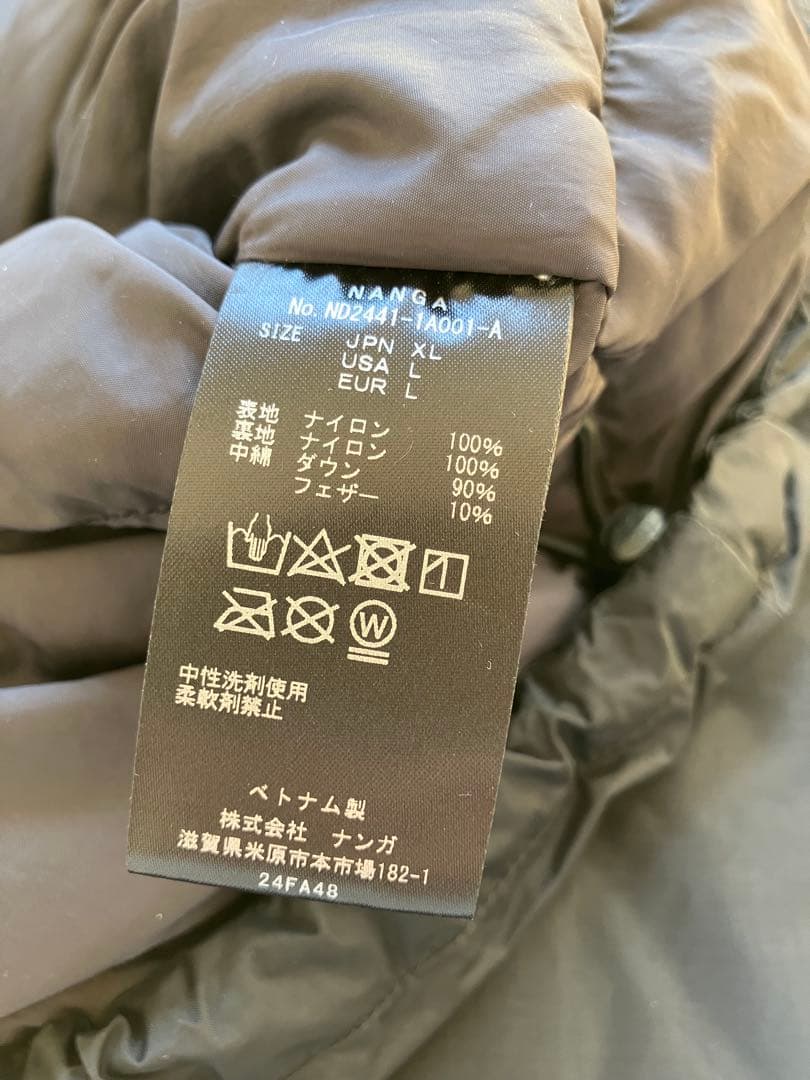 NANGA
No. ND2441-1A001-A
SIZE JPN XL
USA L
EUR L
表地 ナイロン 100%
裏地 ナイロン 100%
中綿 ダウン 90%
フェザー 10%
W
中性洗剤使用
柔軟剤禁止
ベトナム製
株式会社 ナンガ
滋賀県米原市本市場182-1
24FA48